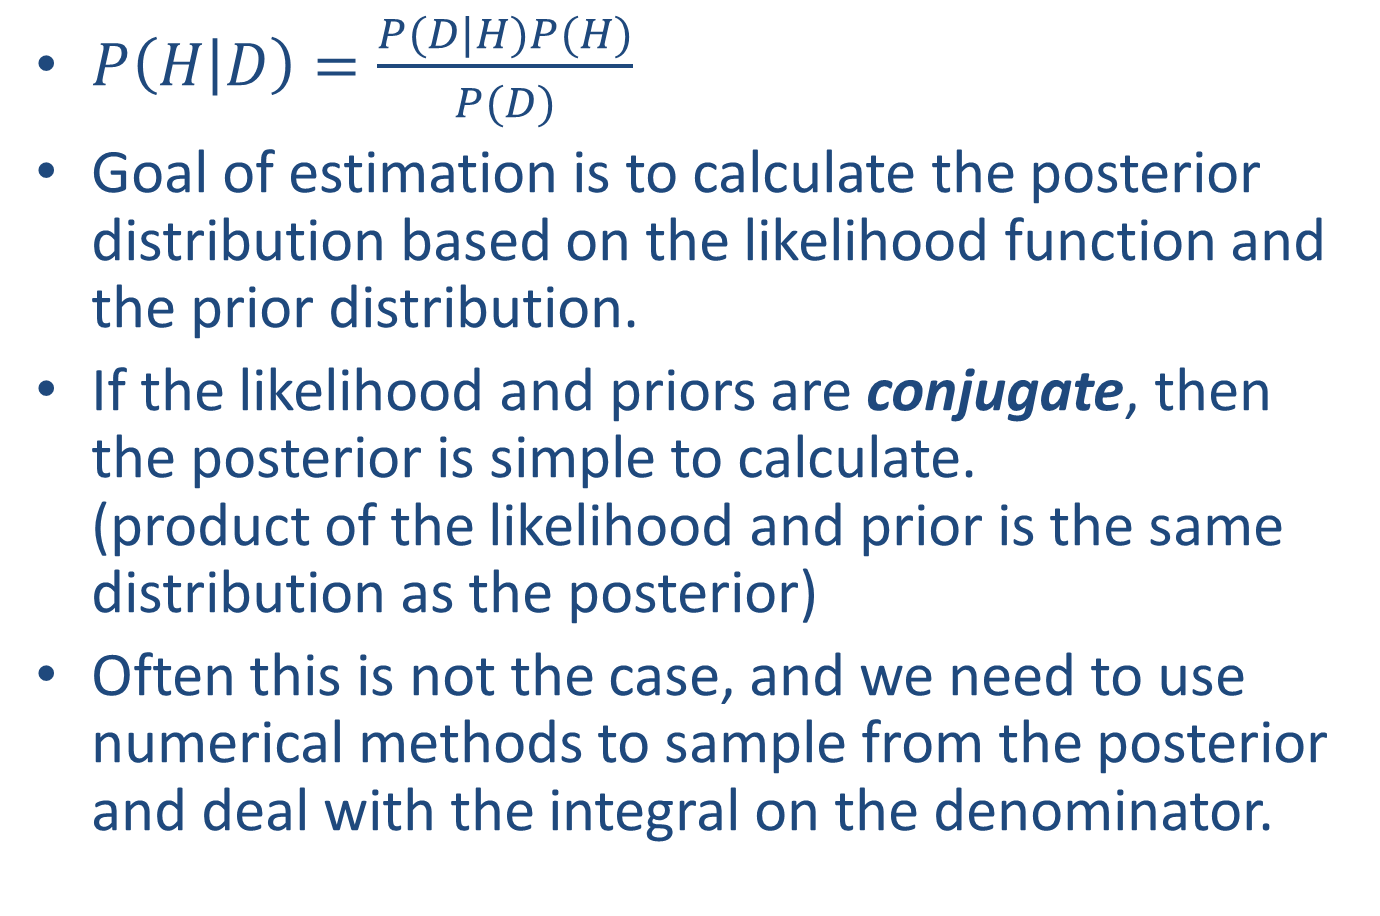 • P(H|D) = P(D|H)P(H) / P(D)
• Goal of estimation is to calculate the posterior
distribution based on the likelihood function and
the prior distribution.
• If the likelihood and priors are conjugate, then
the posterior is simple to calculate.
(product of the likelihood and prior is the same
distribution as the posterior)
• Often this is not the case, and we need to use
numerical methods to sample from the posterior
and deal with the integral on the denominator.